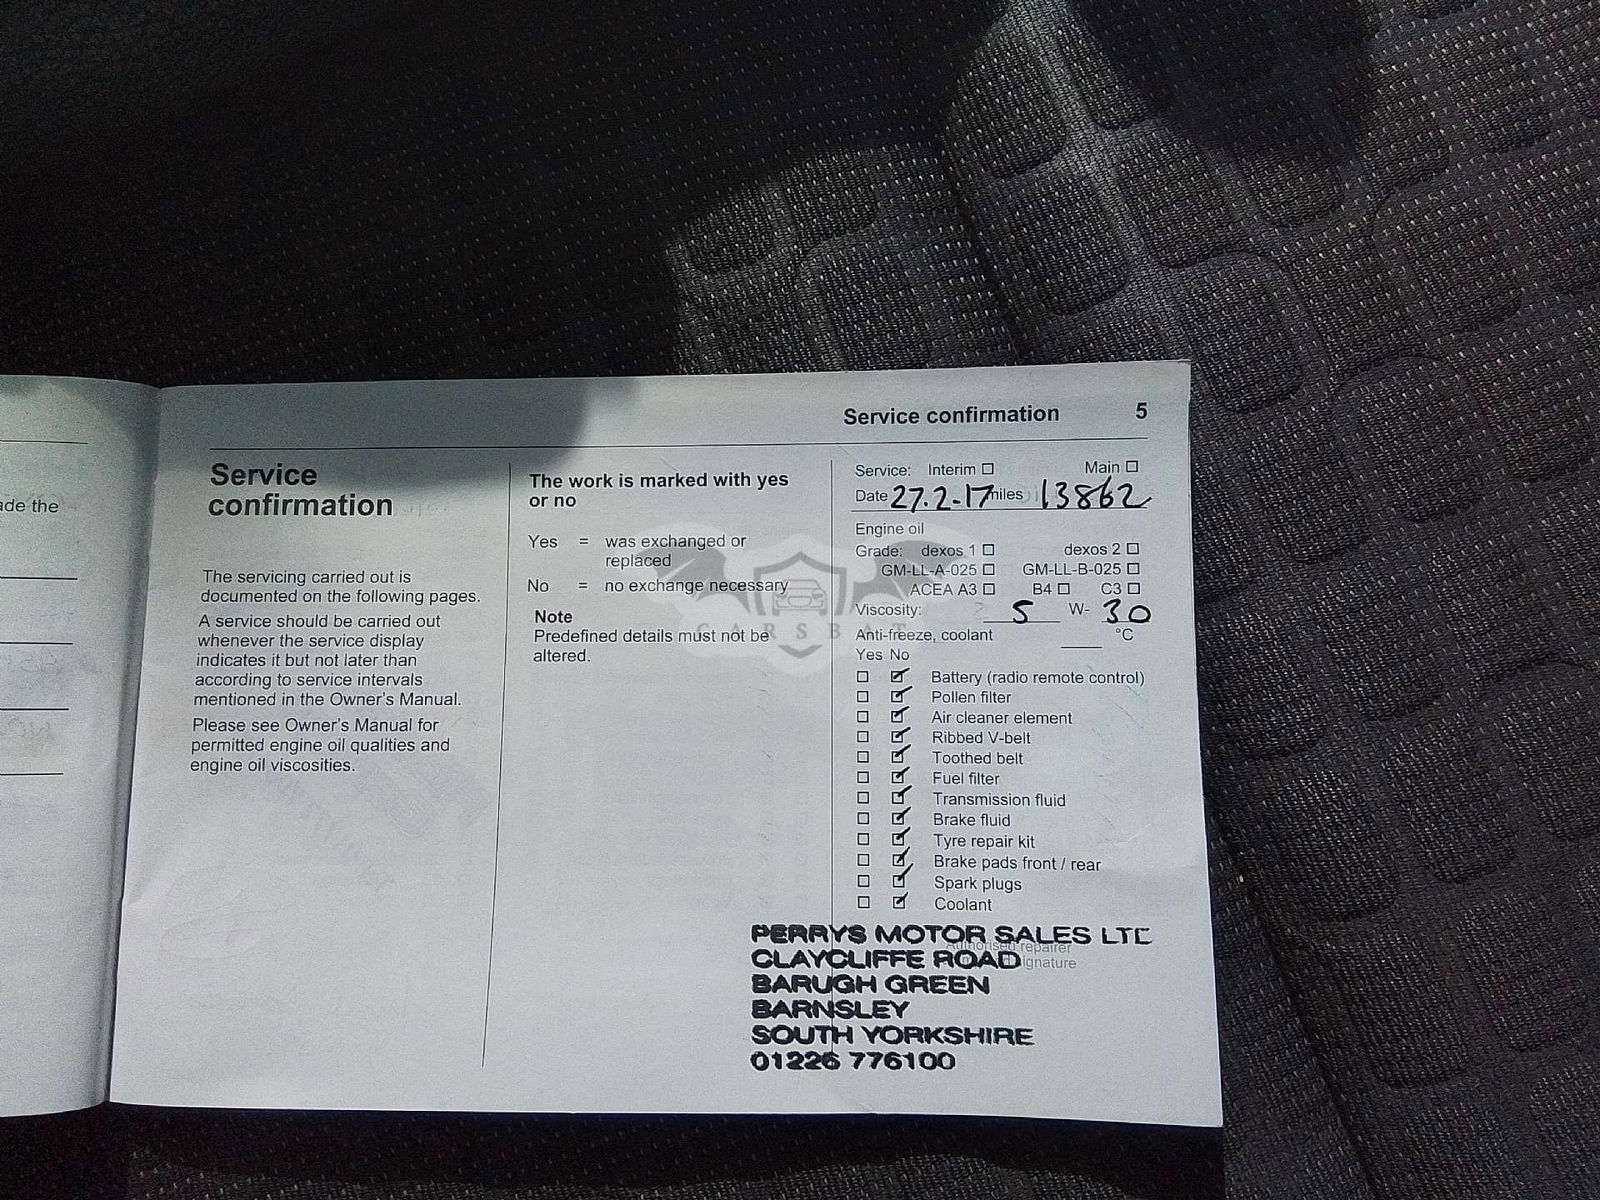 ade the
Service confirmation 5
Service
confirmation
The servicing carried out is
documented on the following pages.
A service should be carried out
whenever the service display
indicates it but not later than
according to service intervals
mentioned in the Owner's Manual.
Please see Owner's Manual for
permitted engine oil qualities and
engine oil viscosities.
The work is marked with yes
or no
Yes = was exchanged or
replaced
No = no exchange necessary
Note
Predefined details must not be
altered.
CARSBAT
Service: Interim ☐ Main ☐
Date 27.2-17 miles 13862
Engine oil
Grade: dexos 1 ☐ dexos 2 ☐
GM-LL-A-025 ☐ GM-LL-B-025 ☐
ACEA A3 ☐ B4 ☐ C3 ☐
Viscosity: 5 W- 30
Anti-freeze, coolant °C
Yes No
☐ ☑ Battery (radio remote control)
☐ ☑ Pollen filter
☐ ☑ Air cleaner element
☐ ☑ Ribbed V-belt
☐ ☑ Toothed belt
☐ ☑ Fuel filter
☐ ☑ Transmission fluid
☐ ☑ Brake fluid
☐ ☑ Tyre repair kit
☐ ☑ Brake pads front / rear
☐ ☑ Spark plugs
☐ ☑ Coolant
PERRYS MOTOR SALES LTD
Authorised repairer
CLAYCLIFFE ROAD
ignature
BARUGH GREEN
BARNSLEY
SOUTH YORKSHIRE
01226 776100